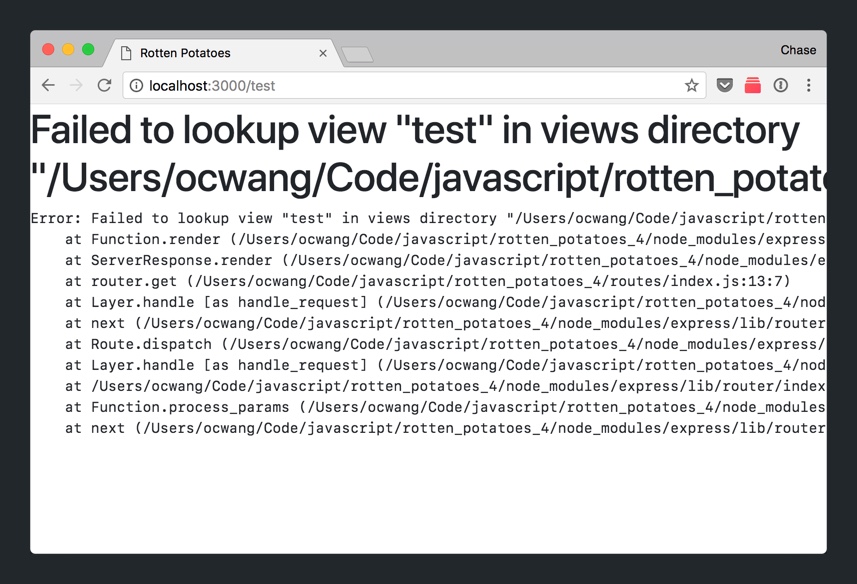 Rotten Potatoes
Chase
localhost:3000/test
Failed to lookup view "test" in views directory
"/Users/ocwang/Code/javascript/rotten_potato
Error: Failed to lookup view "test" in views directory "/Users/ocwang/Code/javascript/rotten
at Function.render (/Users/ocwang/Code/javascript/rotten_potatoes_4/node_modules/express
at ServerResponse.render (/Users/ocwang/Code/javascript/rotten_potatoes_4/node_modules/e
at router.get (/Users/ocwang/Code/javascript/rotten_potatoes_4/routes/index.js:13:7)
at Layer.handle [as handle_request] (/Users/ocwang/Code/javascript/rotten_potatoes_4/nod
at next (/Users/ocwang/Code/javascript/rotten_potatoes_4/node_modules/express/lib/router
at Route.dispatch (/Users/ocwang/Code/javascript/rotten_potatoes_4/node_modules/express/
at Layer.handle [as handle_request] (/Users/ocwang/Code/javascript/rotten_potatoes_4/nod
at /Users/ocwang/Code/javascript/rotten_potatoes_4/node_modules/express/lib/router/index
at Function.process_params (/Users/ocwang/Code/javascript/rotten_potatoes_4/node_modules
at next (/Users/ocwang/Code/javascript/rotten_potatoes_4/node_modules/express/lib/router